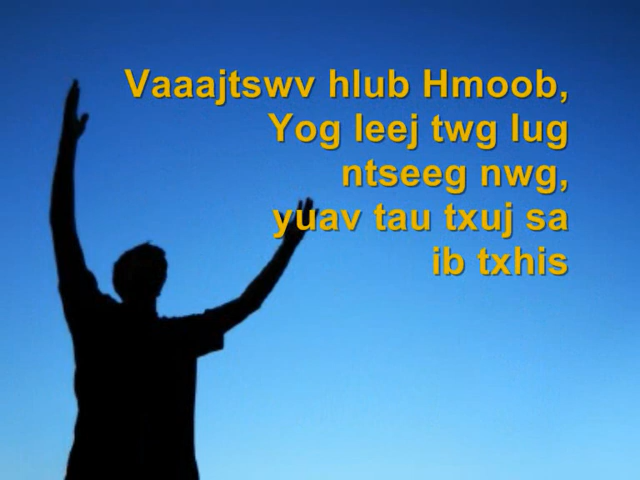 Vaaajtswv hlub Hmoob,
Yog leej twg lug
ntseeg nwg,
yuav tau txuj sa
ib txhis